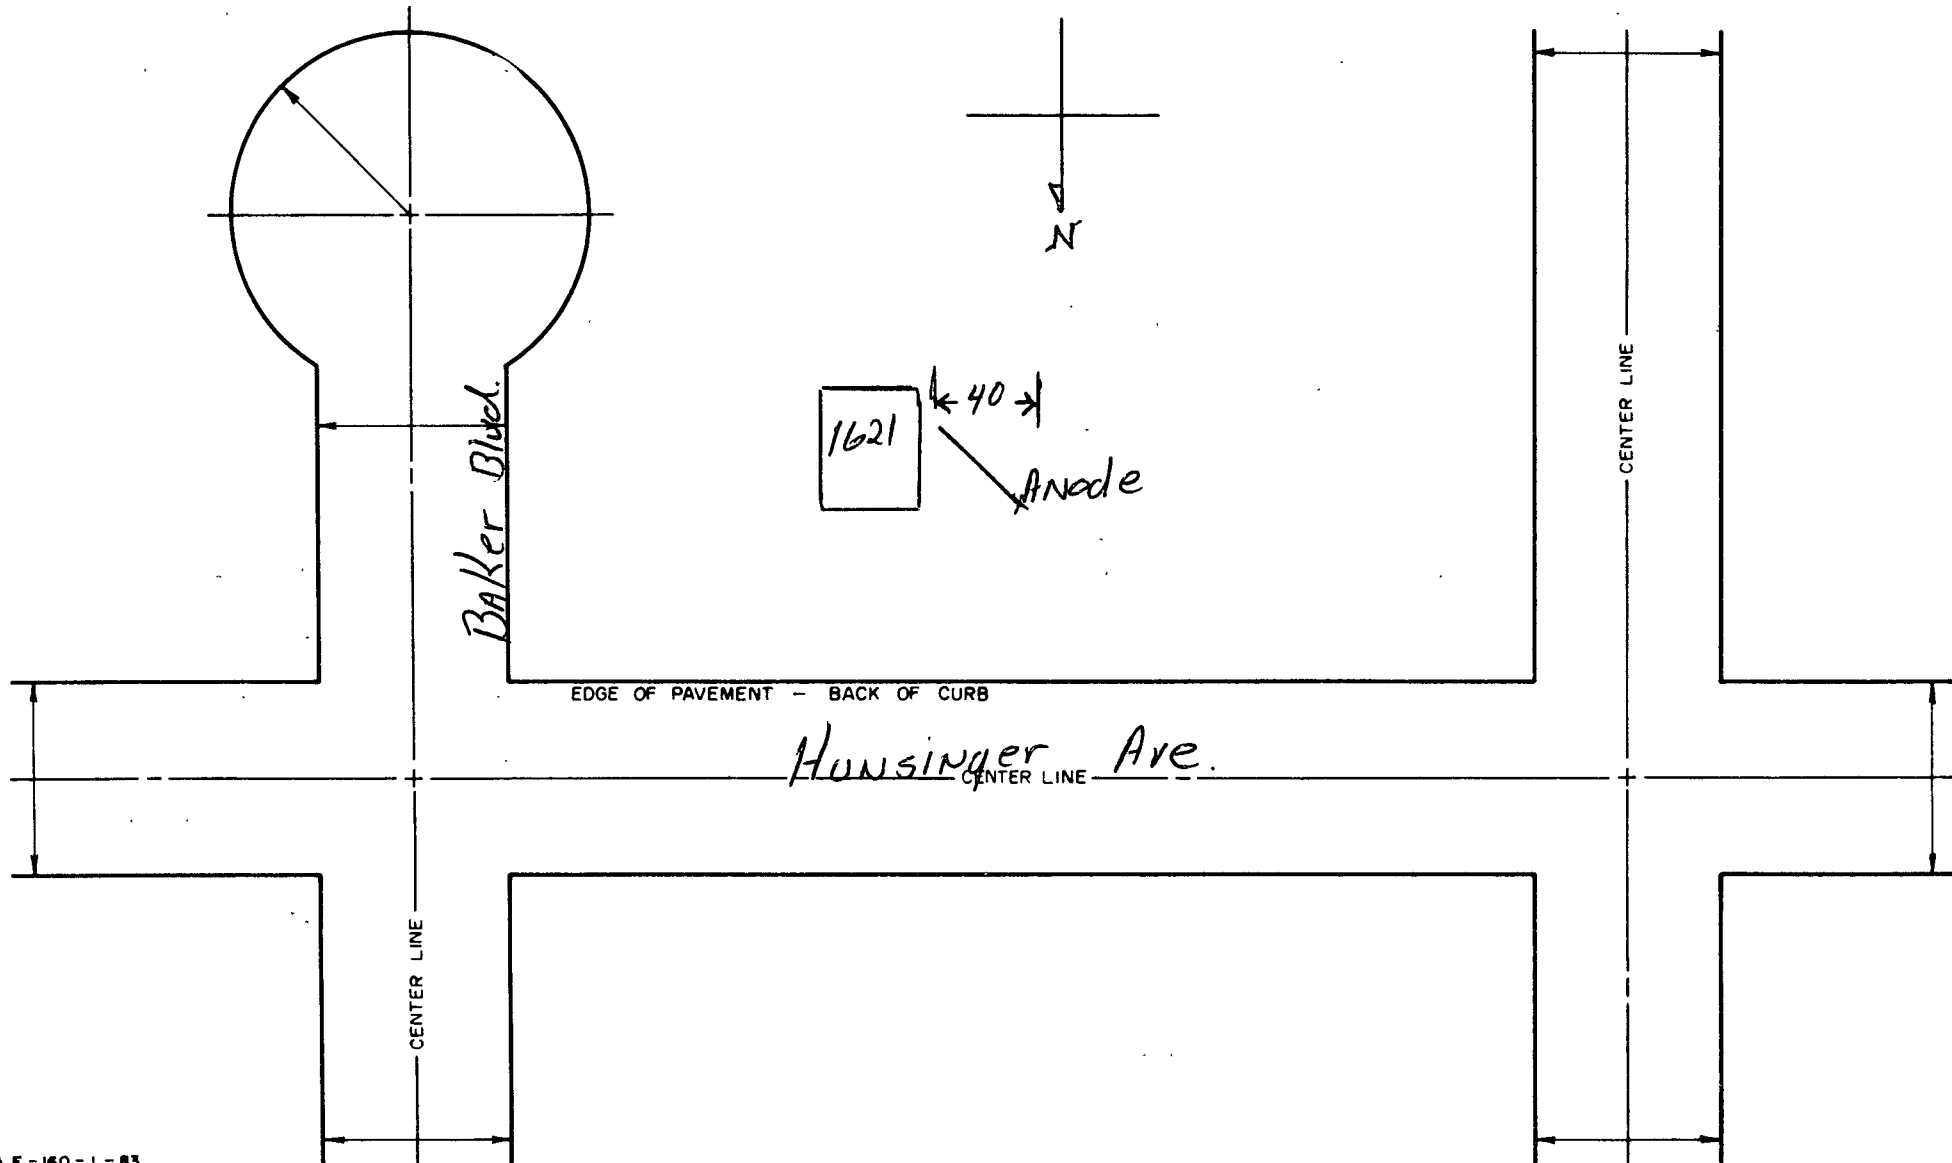 N
CENTER LINE
40
1621
Baker Blvd.
Anode
EDGE OF PAVEMENT — BACK OF CURB
Hunsinger Ave.
CENTER LINE
CENTER LINE